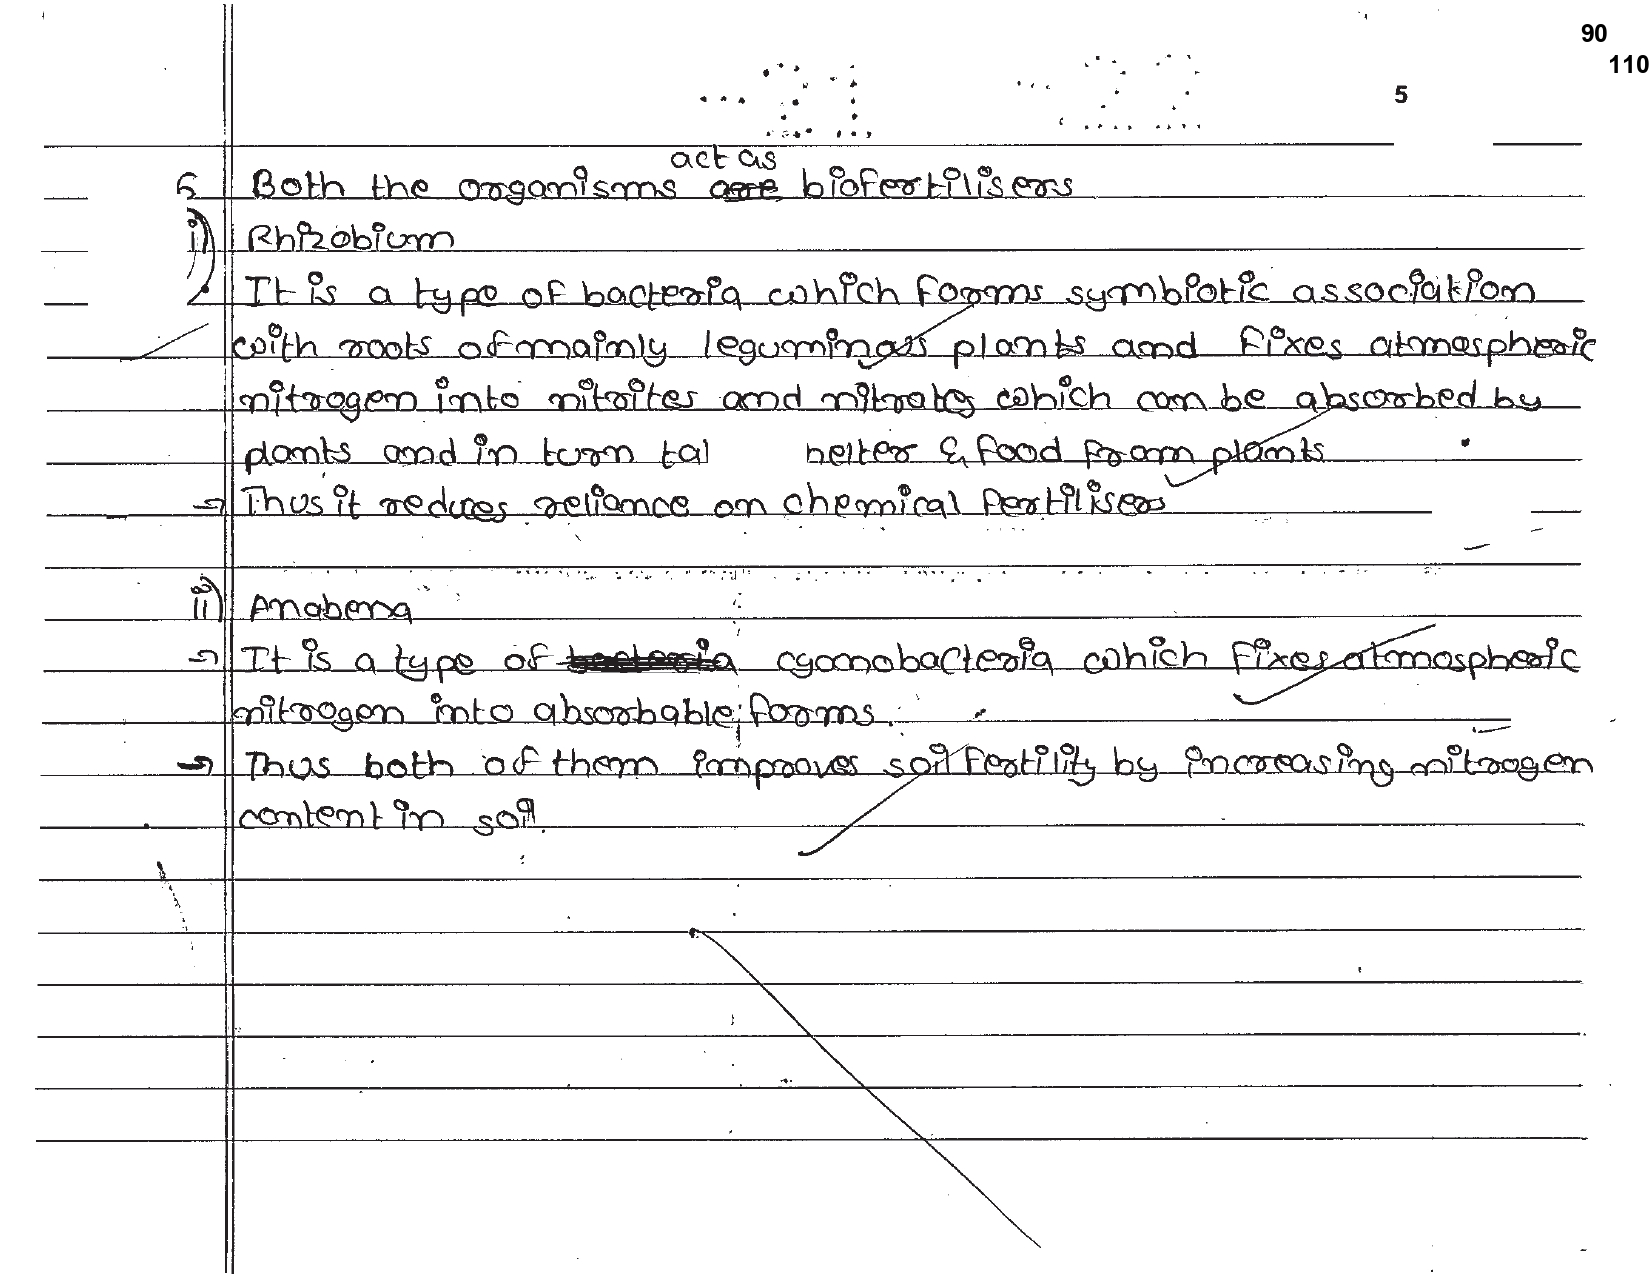 90
110
5
act as
5 Both the organisms are biofertilisers
i) Rhizobium
It is a type of bacteria which forms symbiotic association
with roots of mainly leguminous plants and fixes atmospheric
nitrogen into nitrites and nitrates which can be absorbed by
plants and in turn tal helter & food from plants
→ Thus it reduces reliance on chemical fertilisers
ii) Anabena
→ It is a type of bacteria cyanobacteria which fixes atmospheric
nitrogen into absorbable forms.
→ Thus both of them improves soil fertility by increasing nitrogen
content in soil.